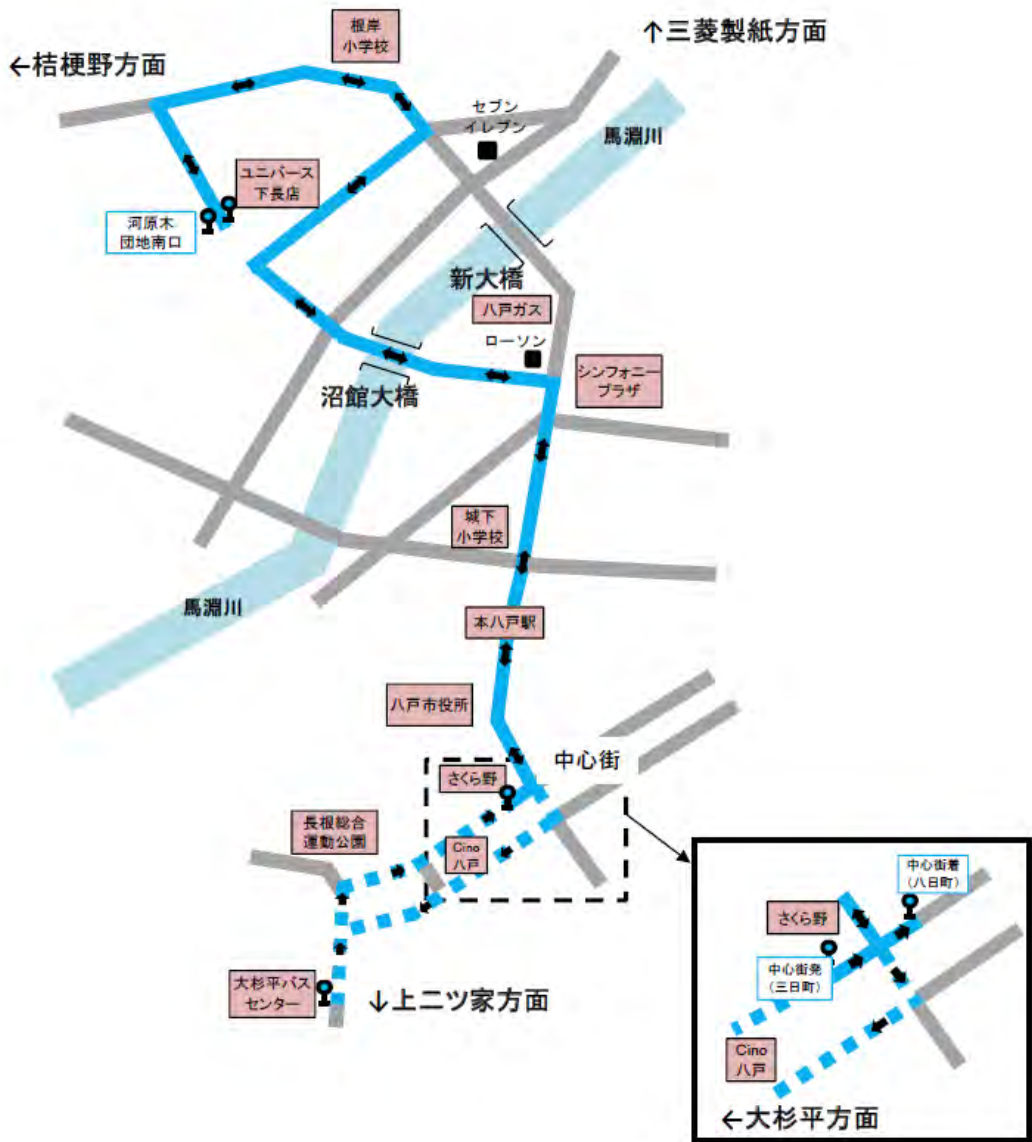 根岸
小学校
↑三菱製紙方面
←桔梗野方面
セブン
イレブン
馬淵川
ユニバース
下長店
河原木
団地南口
新大橋
八戸ガス
ローソン
シンフォニー
プラザ
沼館大橋
城下
小学校
馬淵川
本八戸駅
八戸市役所
中心街
さくら野
長根総合
運動公園
Cino
八戸
中心街着
(八日町)
さくら野
中心街発
(三日町)
大杉平バス
センター
↓上二ツ家方面
Cino
八戸
←大杉平方面